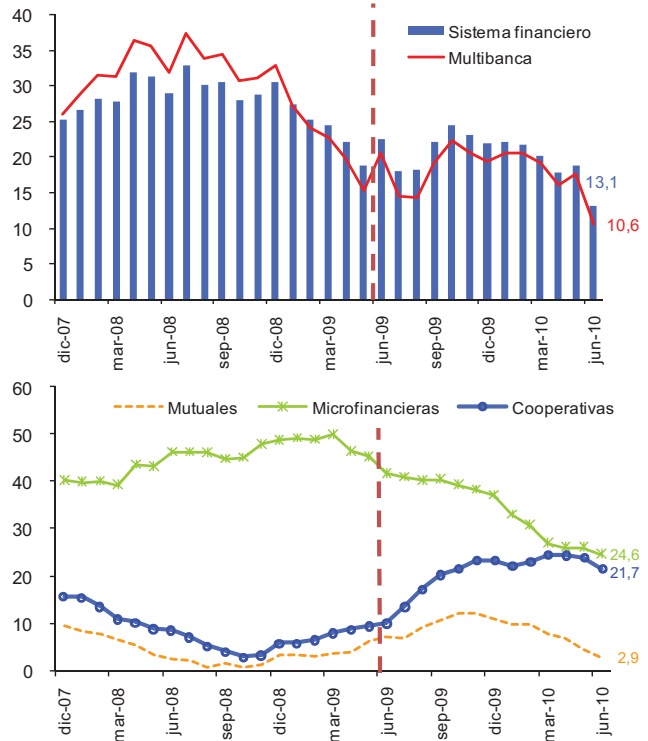 Sistema financiero
Multibanca
40
35
30
25
20
15
10
5
0
13,1
10,6
dic-07
mar-08
jun-08
sep-08
dic-08
mar-09
jun-09
sep-09
dic-09
mar-10
jun-10
60
50
40
30
20
10
0
Mutuales Microfinancieras Cooperativas
24,6
21,7
2,9
dic-07
mar-08
jun-08
sep-08
dic-08
mar-09
jun-09
sep-09
dic-09
mar-10
jun-10